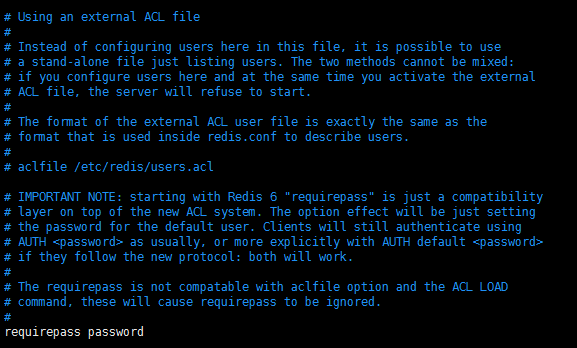 # Using an external ACL file
#
# Instead of configuring users here in this file, it is possible to use
# a stand-alone file just listing users. The two methods cannot be mixed:
# if you configure users here and at the same time you activate the external
# ACL file, the server will refuse to start.
#
# The format of the external ACL user file is exactly the same as the
# format that is used inside redis.conf to describe users.
#
# aclfile /etc/redis/users.acl
# IMPORTANT NOTE: starting with Redis 6 "requirepass" is just a compatibility
# layer on top of the new ACL system. The option effect will be just setting
# the password for the default user. Clients will still authenticate using
# AUTH <password> as usually, or more explicitly with AUTH default <password>
# if they follow the new protocol: both will work.
#
# The requirepass is not compatable with aclfile option and the ACL LOAD
# command, these will cause requirepass to be ignored.
#
requirepass password